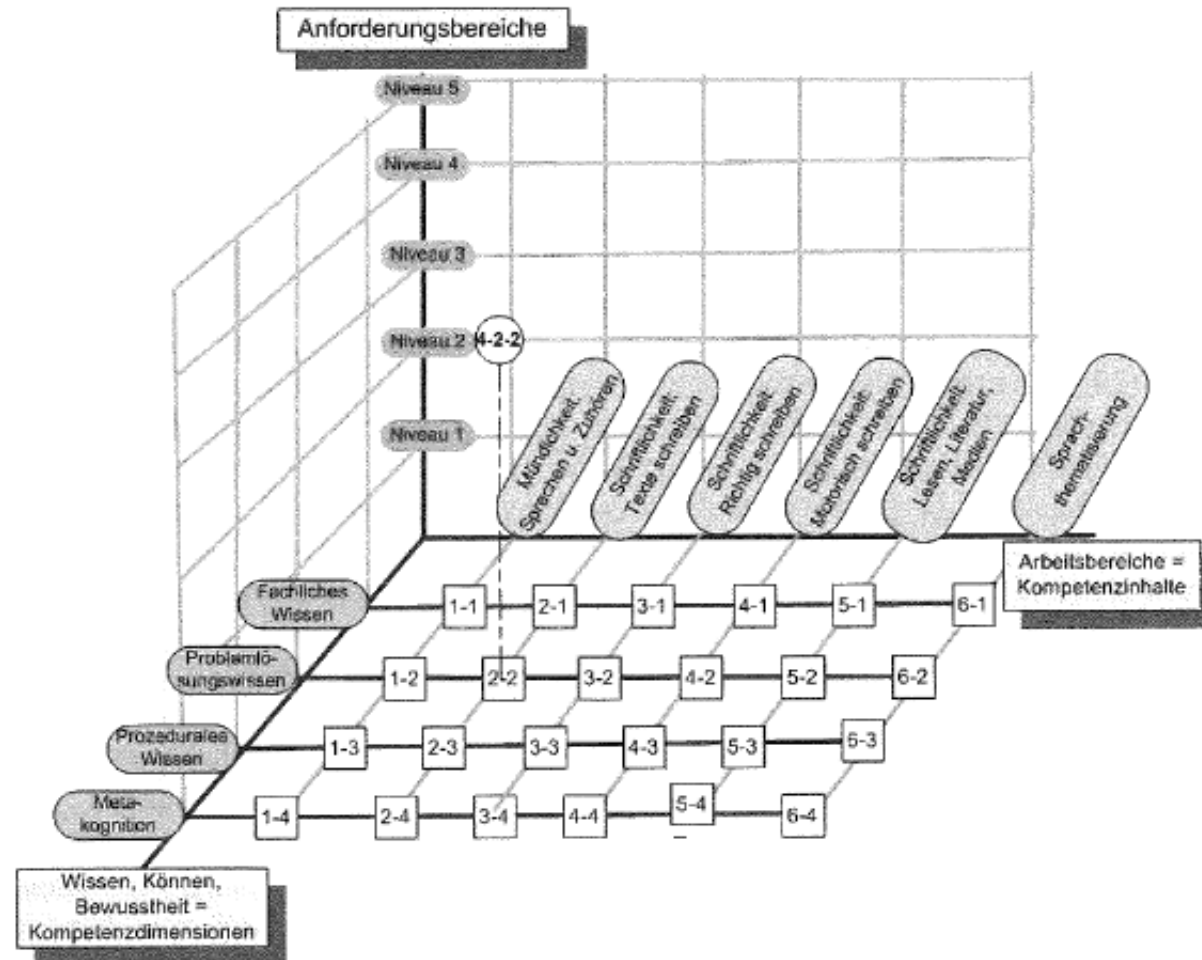 Anforderungsbereiche
Niveau 5
Niveau 4
Niveau 3
Niveau 2
4-2-2
Niveau 1
Mündlichkeit:
Sprechen u. Zuhören
Schriftlichkeit:
Texte schreiben
Schriftlichkeit:
Richtig schreiben
Schriftlichkeit:
Motorisch schreiben
Schriftlichkeit:
Lesen, Literatur,
Medien
Sprach-
thematisierung
Arbeitsbereiche =
Kompetenzinhalte
Fachliches
Wissen
1-1
2-1
3-1
4-1
5-1
6-1
Problemlö-
sungswissen
1-2
2-2
3-2
4-2
5-2
6-2
Prozedurales
Wissen
1-3
2-3
3-3
4-3
5-3
6-3
Meta-
kognition
1-4
2-4
3-4
4-4
5-4
6-4
Wissen, Können,
Bewusstheit =
Kompetenzdimensionen